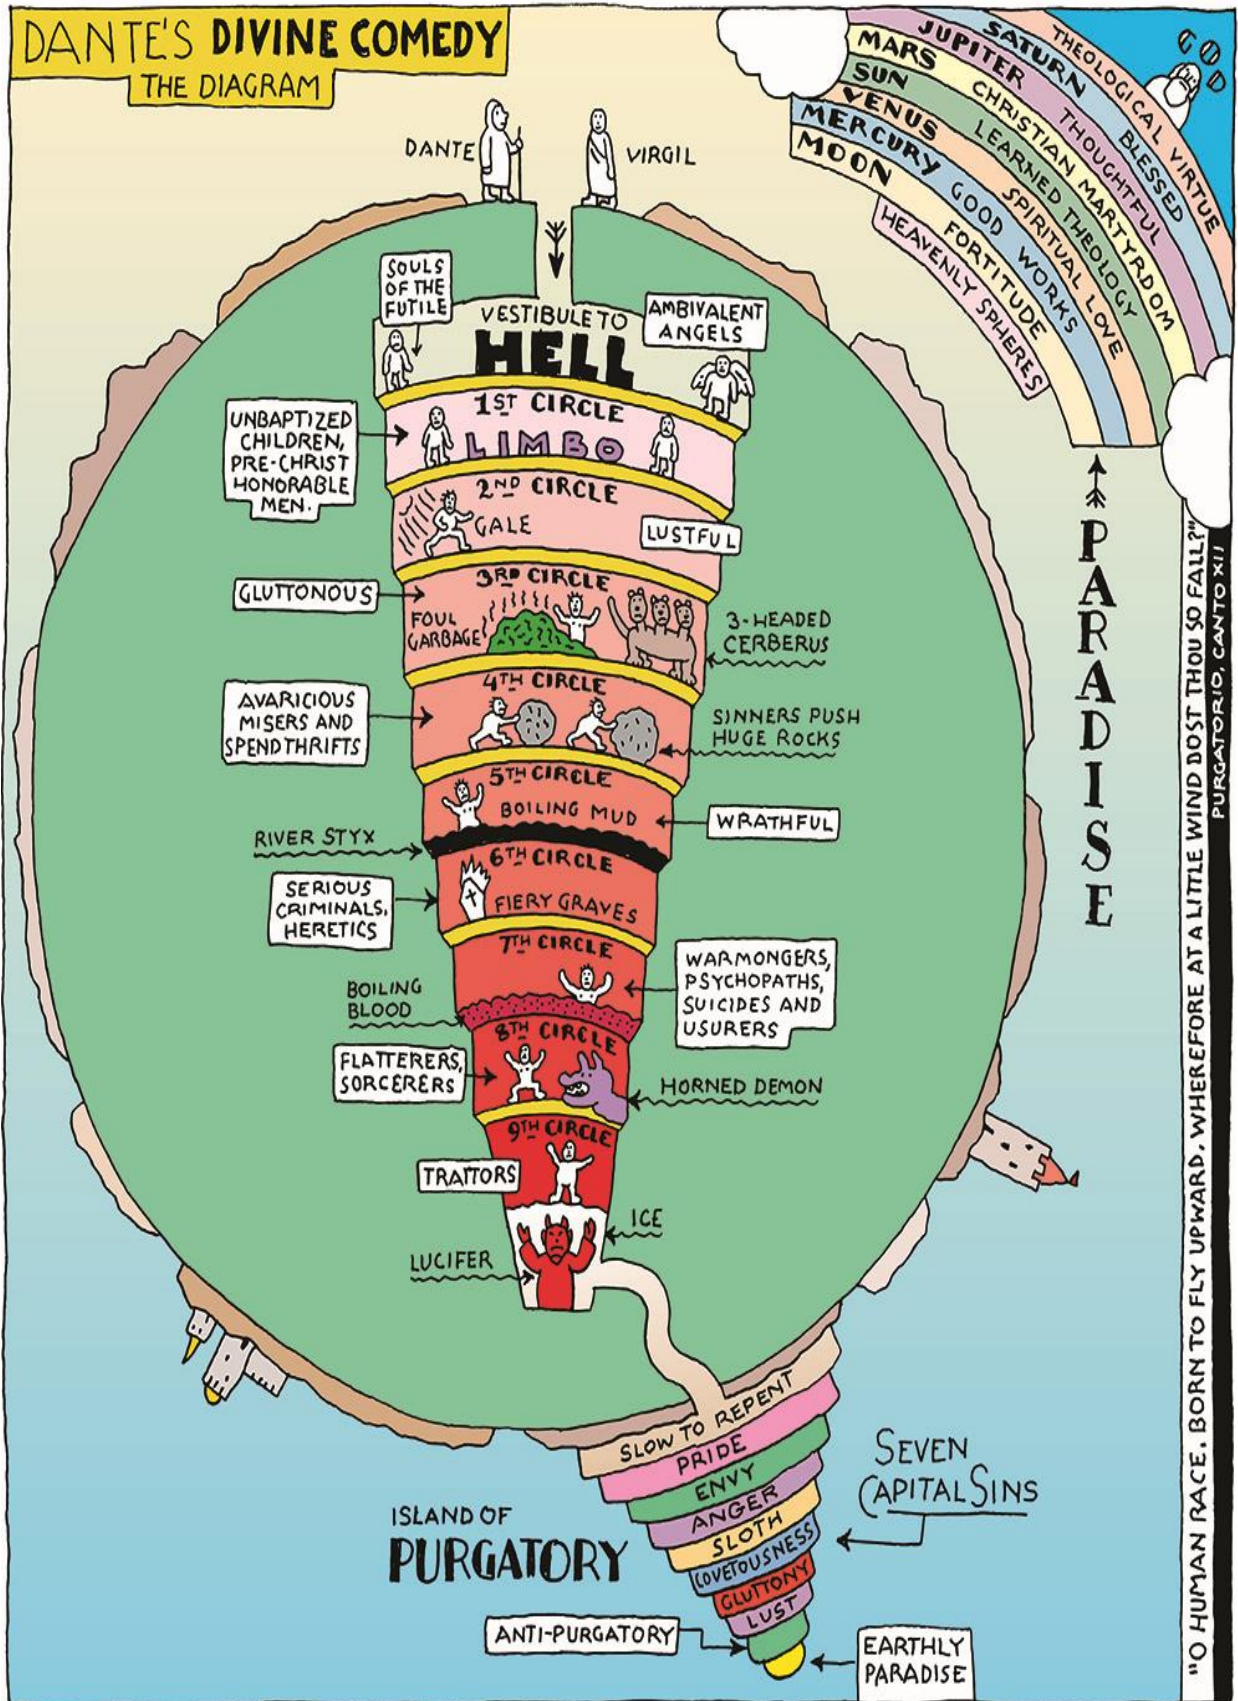 DANTE'S DIVINE COMEDY
THE DIAGRAM
DANTE
VIRGIL
GOD
THEOLOGICAL VIRTUE
SATURN BLESSED
JUPITER THOUGHTFUL
MARS CHRISTIAN MARTYRDOM
SUN LEARNED THEOLOGY
VENUS SPIRITUAL LOVE
MERCURY GOOD WORKS
MOON FORTITUDE
HEAVENLY SPHERES
PARADISE
SOULS
OF THE
FUTILE
VESTIBULE TO
HELL
AMBIVALENT
ANGELS
1ST CIRCLE
LIMBO
UNBAPTIZED
CHILDREN,
PRE-CHRIST
HONORABLE
MEN.
2ND CIRCLE
GALE
LUSTFUL
3RD CIRCLE
GLUTTONOUS
FOUL
GARBAGE
3-HEADED
CERBERUS
4TH CIRCLE
AVARICIOUS
MISERS AND
SPENDTHRIFTS
SINNERS PUSH
HUGE ROCKS
5TH CIRCLE
BOILING MUD
WRATHFUL
RIVER STYX
6TH CIRCLE
FIERY GRAVES
SERIOUS
CRIMINALS,
HERETICS
7TH CIRCLE
WARMONGERS,
PSYCHOPATHS,
SUICIDES AND
USURERS
BOILING
BLOOD
8TH CIRCLE
FLATTERERS,
SORCERERS
HORNED DEMON
9TH CIRCLE
TRAITORS
ICE
LUCIFER
SLOW TO REPENT
PRIDE
ENVY
ANGER
SLOTH
COVETOUSNESS
GLUTTONY
LUST
SEVEN
CAPITAL SINS
ISLAND OF
PURGATORY
ANTI-PURGATORY
EARTHLY
PARADISE
"O HUMAN RACE, BORN TO FLY UPWARD, WHEREFORE AT A LITTLE WIND DOST THOU SO FALL?"
PURGATORIO, CANTO XII